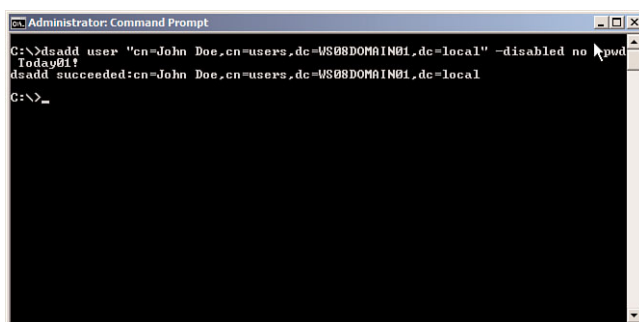 Administrator: Command Prompt
C:\>dsadd user "cn=John Doe,cn=users,dc=WS08DOMAIN01,dc=local" -disabled no -pwd
 Today01!
dsadd succeeded:cn=John Doe,cn=users,dc=WS08DOMAIN01,dc=local
C:\>_